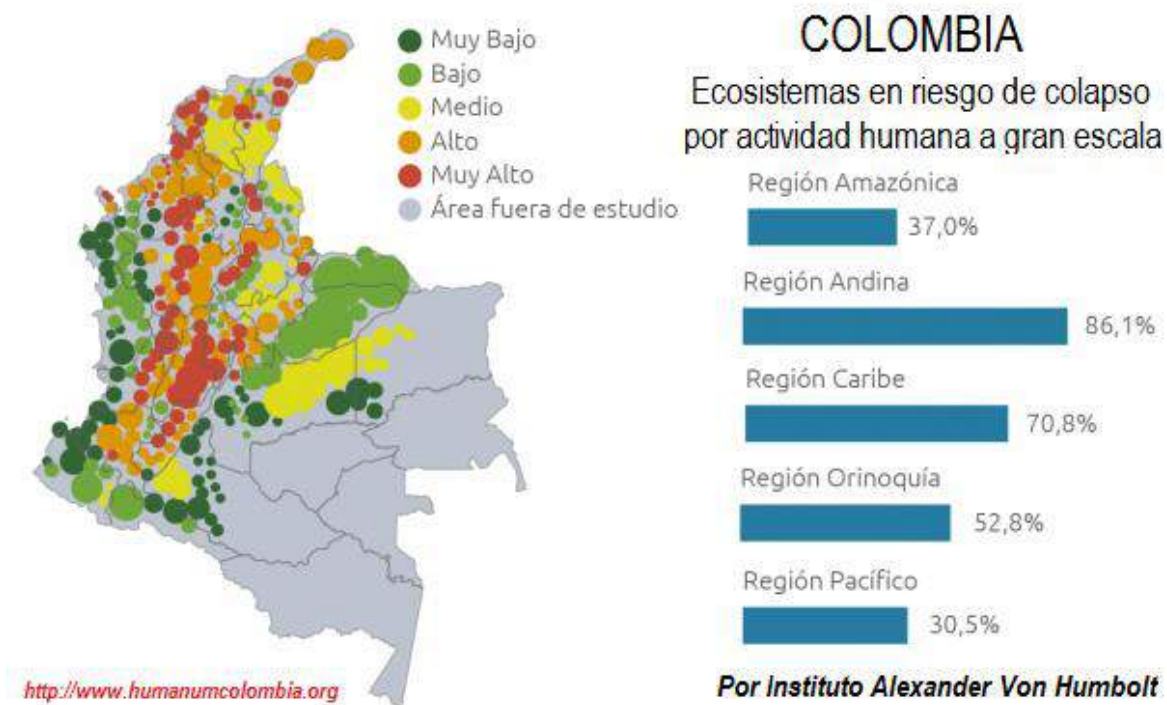 Muy Bajo
Bajo
Medio
Alto
Muy Alto
Área fuera de estudio
http://www.humanumcolombia.org
COLOMBIA
Ecosistemas en riesgo de colapso
por actividad humana a gran escala
Región Amazónica
37,0%
Región Andina
86,1%
Región Caribe
70,8%
Región Orinoquía
52,8%
Región Pacífico
30,5%
Por Instituto Alexander Von Humbolt